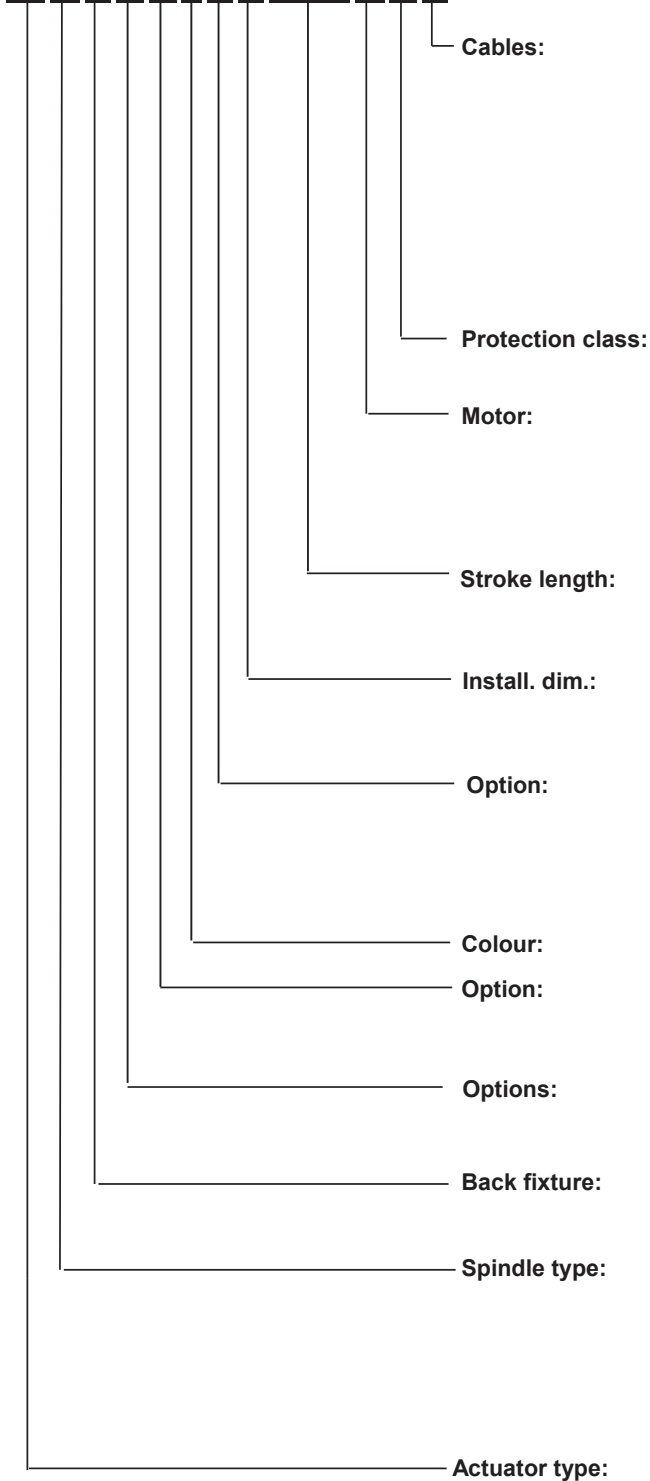 Cables:
Protection class:
Motor:
Stroke length:
Install. dim.:
Option:
Colour:
Option:
Options:
Back fixture:
Spindle type:
Actuator type: